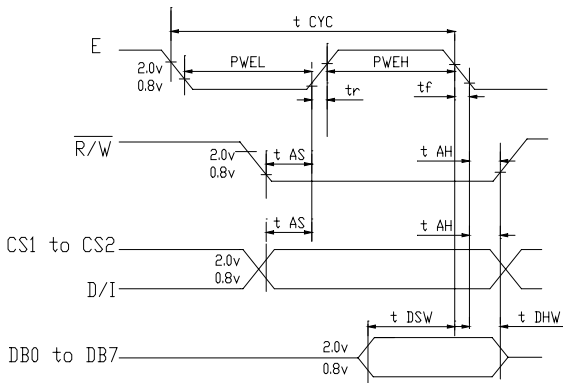 t CYC
E
2.0v
0.8v
PWEL
PWEH
tr
tf
R/W
2.0v
0.8v
t AS
t AH
t AS
t AH
CS1 to CS2
2.0v
0.8v
D/I
t DSW
t DHW
DB0 to DB7
2.0v
0.8v